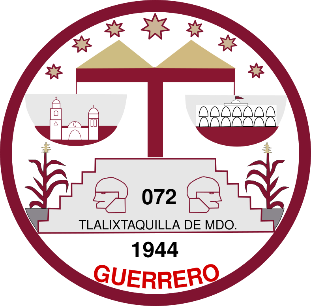 072
TLALIXTAQUILLA DE MDO.
1944
GUERRERO